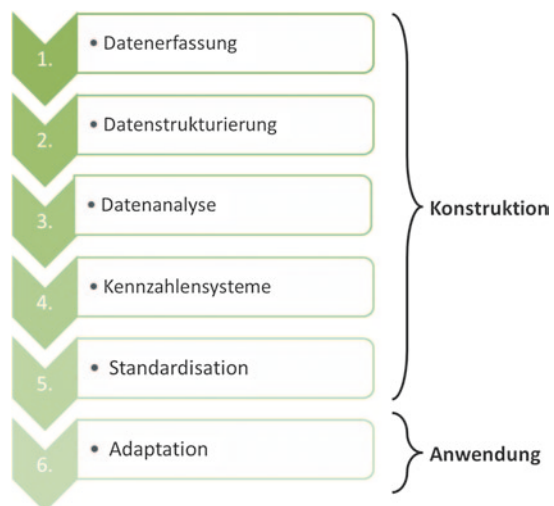 1.
• Datenerfassung
2.
• Datenstrukturierung
3.
• Datenanalyse
Konstruktion
4.
• Kennzahlensysteme
5.
• Standardisation
6.
• Adaptation
Anwendung